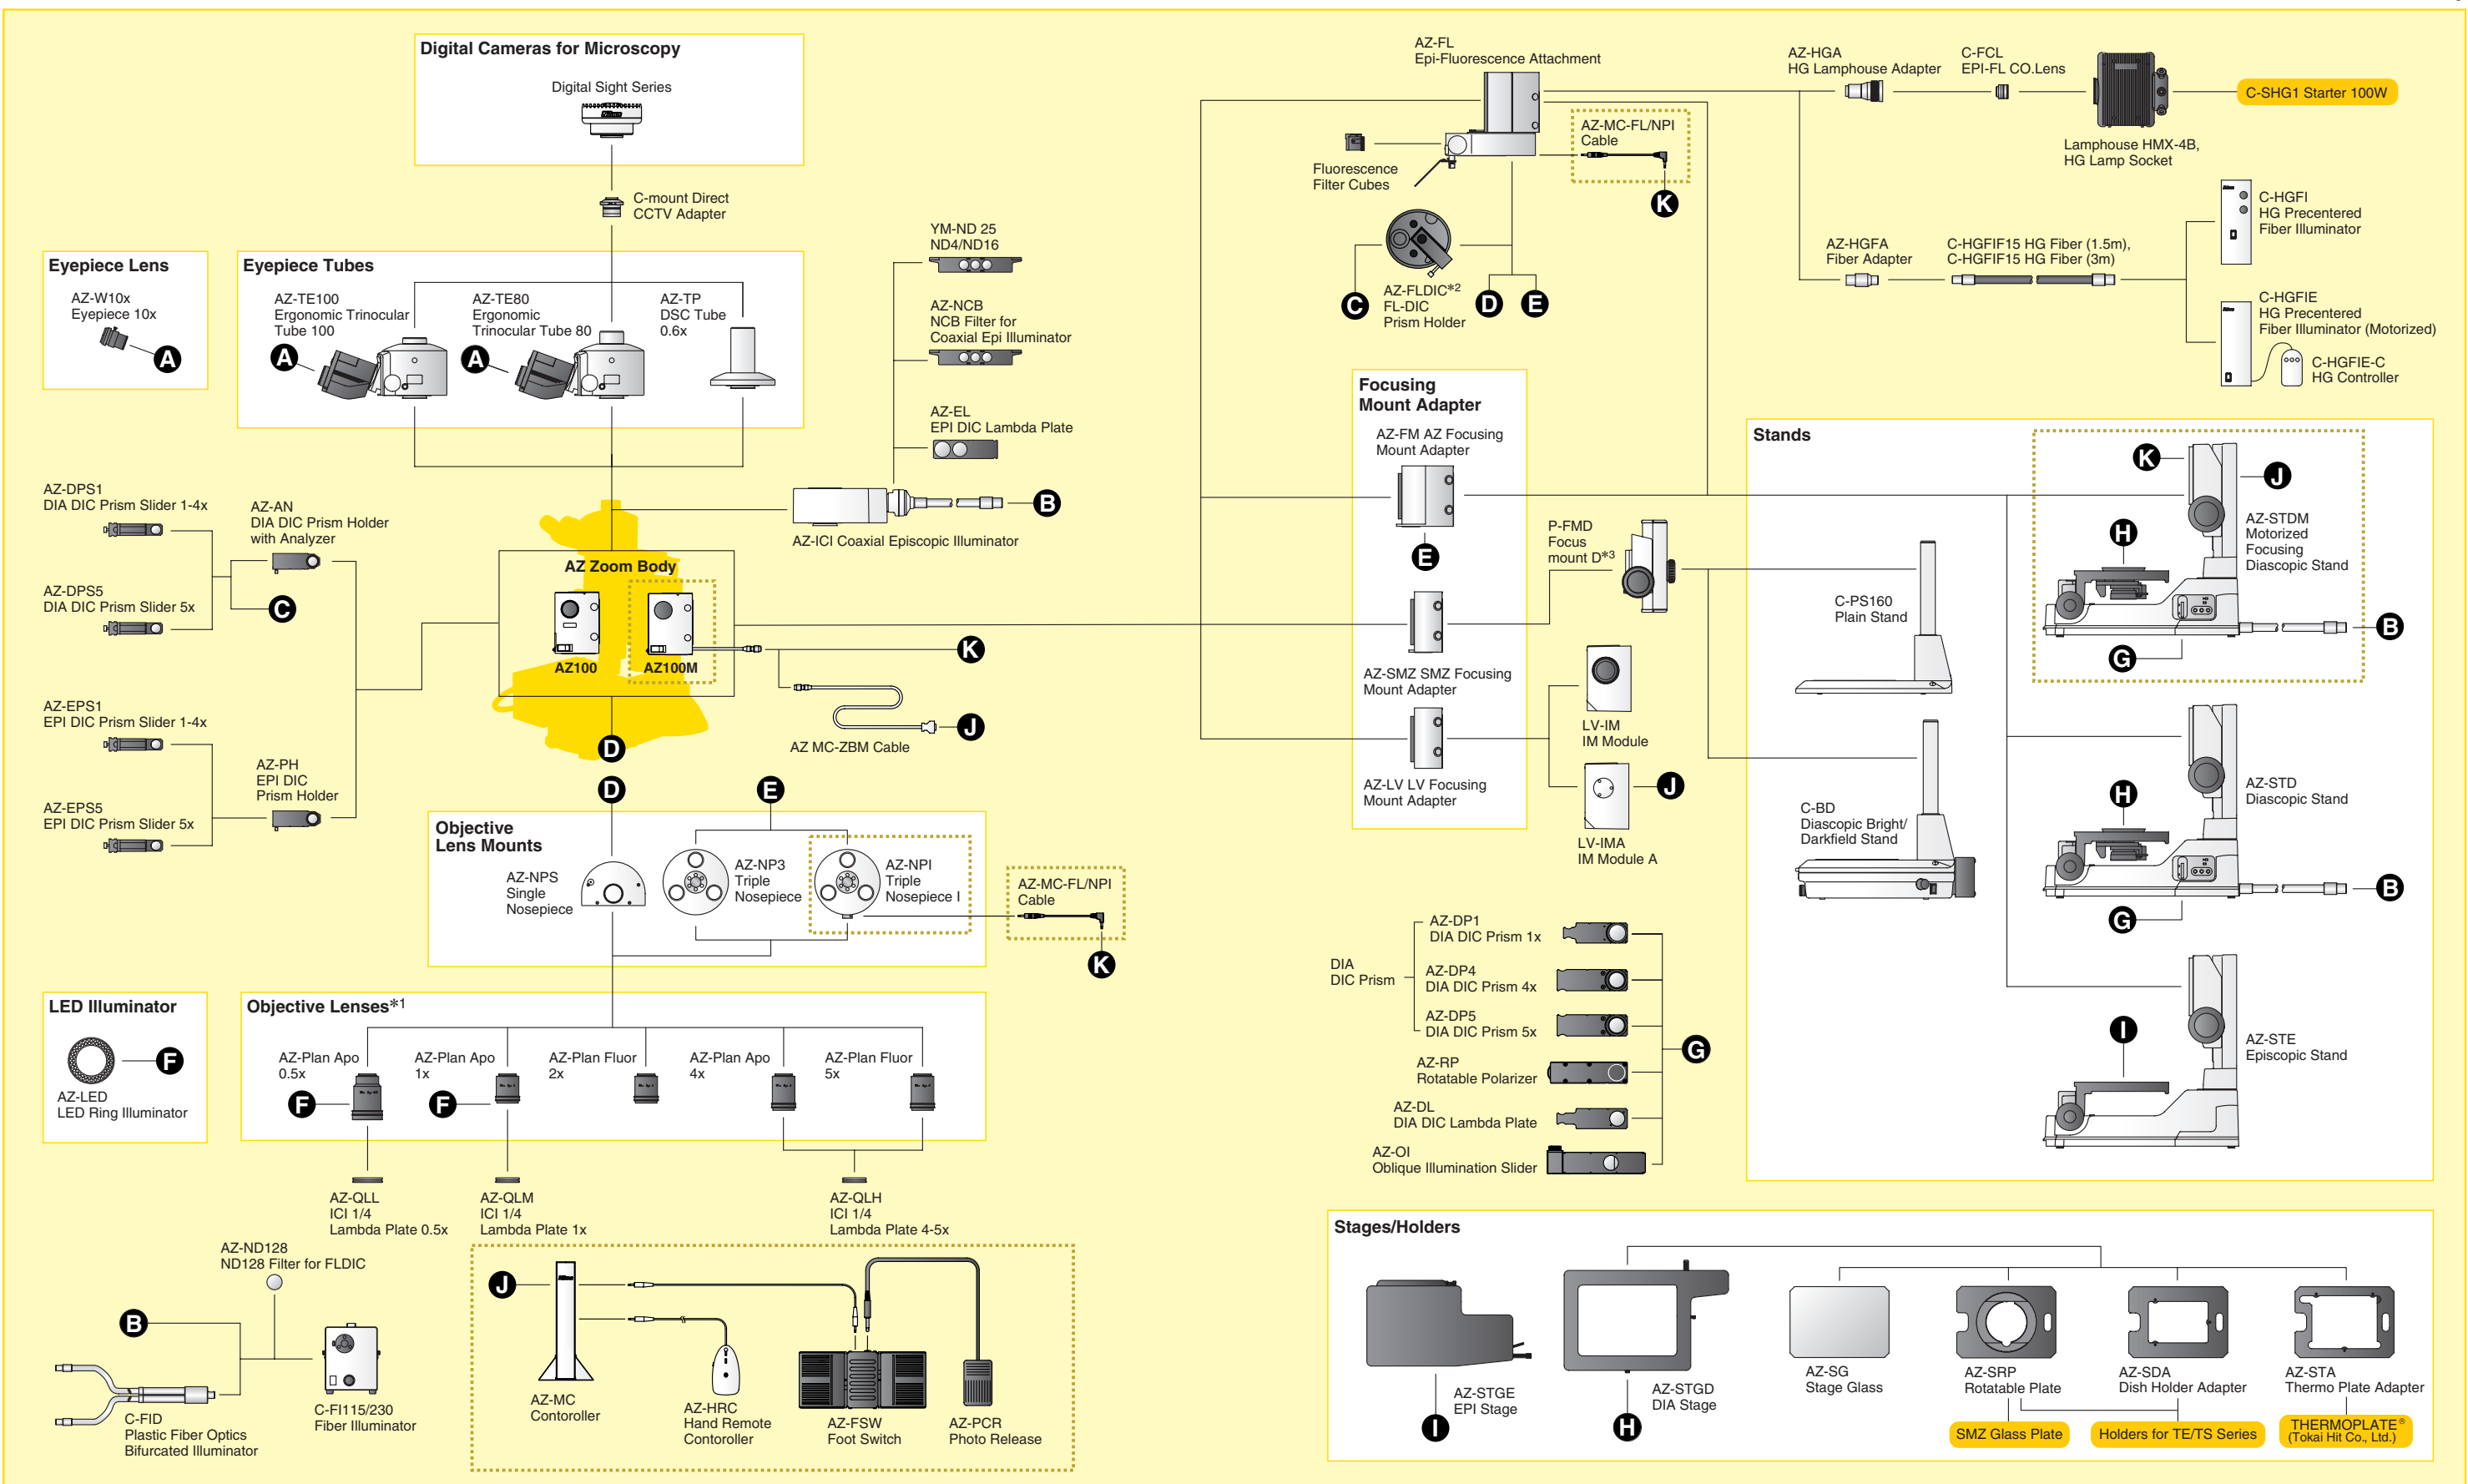 Digital Cameras for Microscopy
Digital Sight Series
C-mount Direct
CCTV Adapter
Eyepiece Lens
AZ-W10x
Eyepiece 10x
A
Eyepiece Tubes
AZ-TE100
Ergonomic Trinocular
Tube 100
A
AZ-TE80
Ergonomic
Trinocular Tube 80
A
AZ-TP
DSC Tube
0.6x
YM-ND 25
ND4/ND16
AZ-NCB
NCB Filter for
Coaxial Epi Illuminator
AZ-EL
EPI DIC Lambda Plate
B
AZ-ICI Coaxial Episcopic Illuminator
AZ-DPS1
DIA DIC Prism Slider 1-4x
AZ-AN
DIA DIC Prism Holder
with Analyzer
AZ-DPS5
DIA DIC Prism Slider 5x
C
AZ-EPS1
EPI DIC Prism Slider 1-4x
AZ-PH
EPI DIC
Prism Holder
AZ-EPS5
EPI DIC Prism Slider 5x
AZ Zoom Body
AZ100
AZ100M
K
J
AZ MC-ZBM Cable
D
D
E
Objective
Lens Mounts
AZ-NPS
Single
Nosepiece
AZ-NP3
Triple
Nosepiece
AZ-NPI
Triple
Nosepiece I
AZ-MC-FL/NPI
Cable
K
LED Illuminator
F
AZ-LED
LED Ring Illuminator
Objective Lenses*1
AZ-Plan Apo
0.5x
F
AZ-Plan Apo
1x
F
AZ-Plan Fluor
2x
AZ-Plan Apo
4x
AZ-Plan Fluor
5x
AZ-QLL
ICI 1/4
Lambda Plate 0.5x
AZ-QLM
ICI 1/4
Lambda Plate 1x
AZ-QLH
ICI 1/4
Lambda Plate 4-5x
AZ-ND128
ND128 Filter for FLDIC
B
C-FID
Plastic Fiber Optics
Bifurcated Illuminator
C-FI115/230
Fiber Illuminator
J
AZ-MC
Contoroller
AZ-HRC
Hand Remote
Contoroller
AZ-FSW
Foot Switch
AZ-PCR
Photo Release
AZ-FL
Epi-Fluorescence Attachment
Fluorescence
Filter Cubes
AZ-MC-FL/NPI
Cable
K
C
AZ-FLDIC*2
FL-DIC
Prism Holder
D
E
AZ-HGA
HG Lamphouse Adapter
C-FCL
EPI-FL CO.Lens
C-SHG1 Starter 100W
Lamphouse HMX-4B,
HG Lamp Socket
AZ-HGFA
Fiber Adapter
C-HGFIF15 HG Fiber (1.5m),
C-HGFIF15 HG Fiber (3m)
C-HGFI
HG Precentered
Fiber Illuminator
C-HGFIE
HG Precentered
Fiber Illuminator (Motorized)
C-HGFIE-C
HG Controller
Focusing
Mount Adapter
AZ-FM AZ Focusing
Mount Adapter
E
AZ-SMZ SMZ Focusing
Mount Adapter
AZ-LV LV Focusing
Mount Adapter
P-FMD
Focus
mount D*3
LV-IM
IM Module
J
LV-IMA
IM Module A
Stands
C-PS160
Plain Stand
C-BD
Diascopic Bright/
Darkfield Stand
K
J
H
AZ-STDM
Motorized
Focusing
Diascopic Stand
B
G
H
AZ-STD
Diascopic Stand
B
G
I
AZ-STE
Episcopic Stand
DIA
DIC Prism
AZ-DP1
DIA DIC Prism 1x
AZ-DP4
DIA DIC Prism 4x
AZ-DP5
DIA DIC Prism 5x
AZ-RP
Rotatable Polarizer
AZ-DL
DIA DIC Lambda Plate
AZ-OI
Oblique Illumination Slider
G
Stages/Holders
AZ-STGE
EPI Stage
I
AZ-STGD
DIA Stage
H
AZ-SG
Stage Glass
AZ-SRP
Rotatable Plate
AZ-SDA
Dish Holder Adapter
AZ-STA
Thermo Plate Adapter
SMZ Glass Plate
Holders for TE/TS Series
THERMOPLATE®
(Tokai Hit Co., Ltd.)